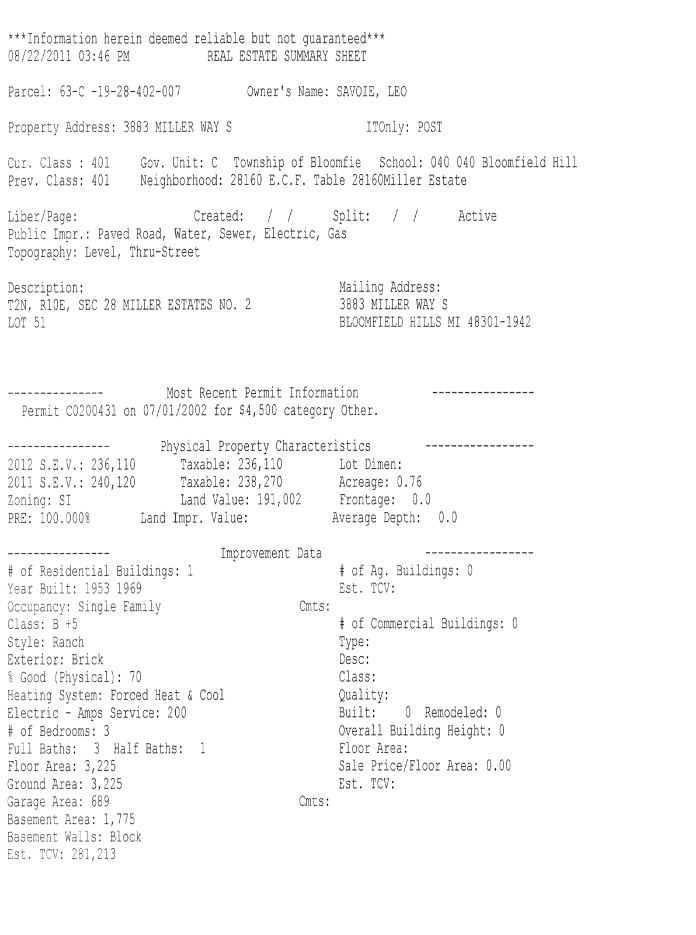 ***Information herein deemed reliable but not guaranteed***
08/22/2011 03:46 PM REAL ESTATE SUMMARY SHEET
Parcel: 63-C -19-28-402-007 Owner's Name: SAVOIE, LEO
Property Address: 3883 MILLER WAY S ITOnly: POST
Cur. Class : 401 Gov. Unit: C Township of Bloomfie School: 040 040 Bloomfield Hill
Prev. Class: 401 Neighborhood: 28160 E.C.F. Table 28160Miller Estate
Liber/Page: Created: / / Split: / / Active
Public Impr.: Paved Road, Water, Sewer, Electric, Gas
Topography: Level, Thru-Street
Description: Mailing Address:
T2N, R10E, SEC 28 MILLER ESTATES NO. 2 3883 MILLER WAY S
LOT 51 BLOOMFIELD HILLS MI 48301-1942
--------------- Most Recent Permit Information ----------------
Permit C0200431 on 07/01/2002 for $4,500 category Other.
---------------- Physical Property Characteristics -----------------
2012 S.E.V.: 236,110 Taxable: 236,110 Lot Dimen:
2011 S.E.V.: 240,120 Taxable: 238,270 Acreage: 0.76
Zoning: SI Land Value: 191,002 Frontage: 0.0
PRE: 100.000% Land Impr. Value: Average Depth: 0.0
---------------- Improvement Data -----------------
# of Residential Buildings: 1 # of Ag. Buildings: 0
Year Built: 1953 1969 Est. TCV:
Occupancy: Single Family Cmts:
Class: B +5 # of Commercial Buildings: 0
Style: Ranch Type:
Exterior: Brick Desc:
% Good (Physical): 70 Class:
Heating System: Forced Heat & Cool Quality:
Electric - Amps Service: 200 Built: 0 Remodeled: 0
# of Bedrooms: 3 Overall Building Height: 0
Full Baths: 3 Half Baths: 1 Floor Area:
Floor Area: 3,225 Sale Price/Floor Area: 0.00
Ground Area: 3,225 Est. TCV:
Garage Area: 689 Cmts:
Basement Area: 1,775
Basement Walls: Block
Est. TCV: 281,213